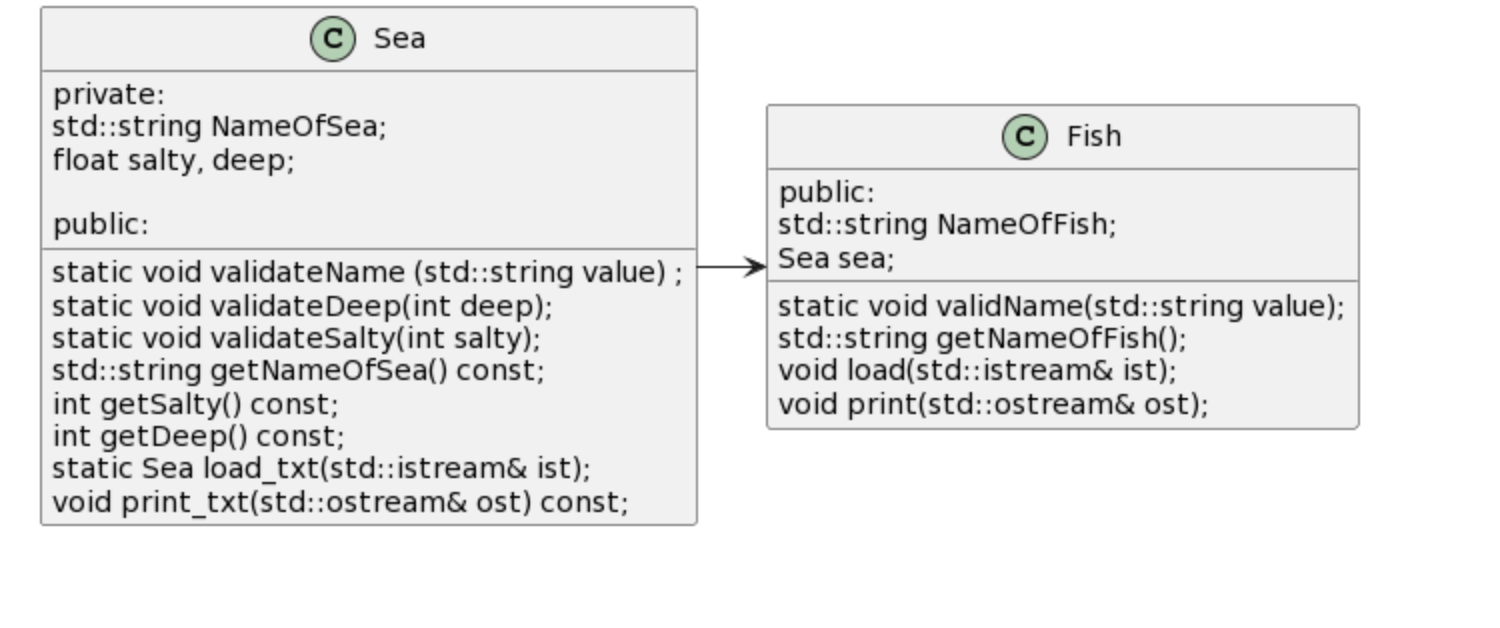 C Sea
private:
std::string NameOfSea;
float salty, deep;
public:
static void validateName (std::string value) ;
static void validateDeep(int deep);
static void validateSalty(int salty);
std::string getNameOfSea() const;
int getSalty() const;
int getDeep() const;
static Sea load_txt(std::istream& ist);
void print_txt(std::ostream& ost) const;
C Fish
public:
std::string NameOfFish;
Sea sea;
static void validName(std::string value);
std::string getNameOfFish();
void load(std::istream& ist);
void print(std::ostream& ost);